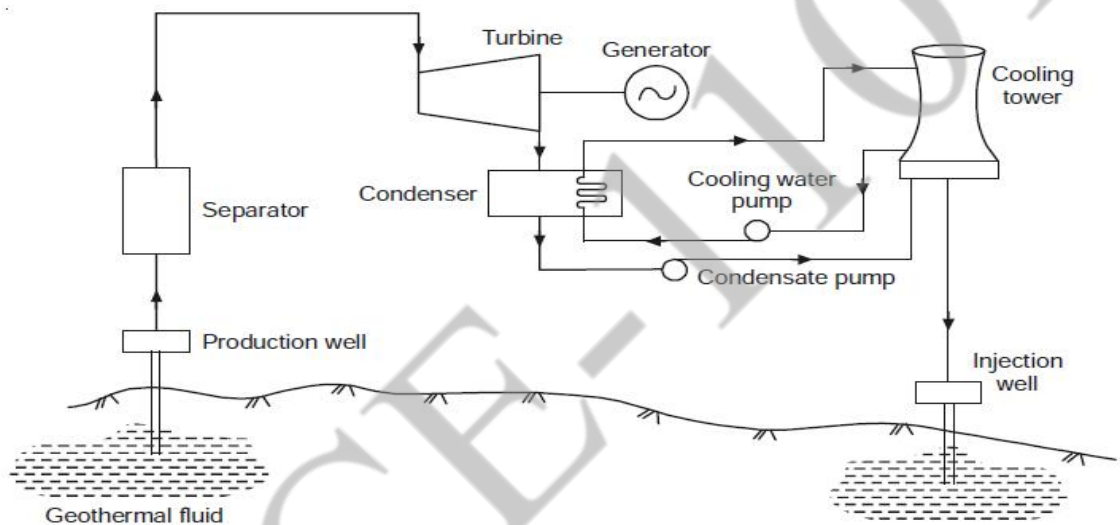 Turbine
Generator
Cooling
tower
Separator
Condenser
Cooling water
pump
Condensate pump
Production well
Injection
well
Geothermal fluid